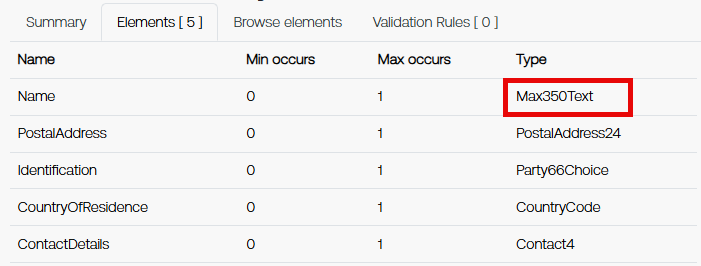 Summary Elements [ 5 ] Browse elements Validation Rules [ 0 ]
Name Min occurs Max occurs Type
Name 0 1 Max350Text
PostalAddress 0 1 PostalAddress24
Identification 0 1 Party66Choice
CountryOfResidence 0 1 CountryCode
ContactDetails 0 1 Contact4